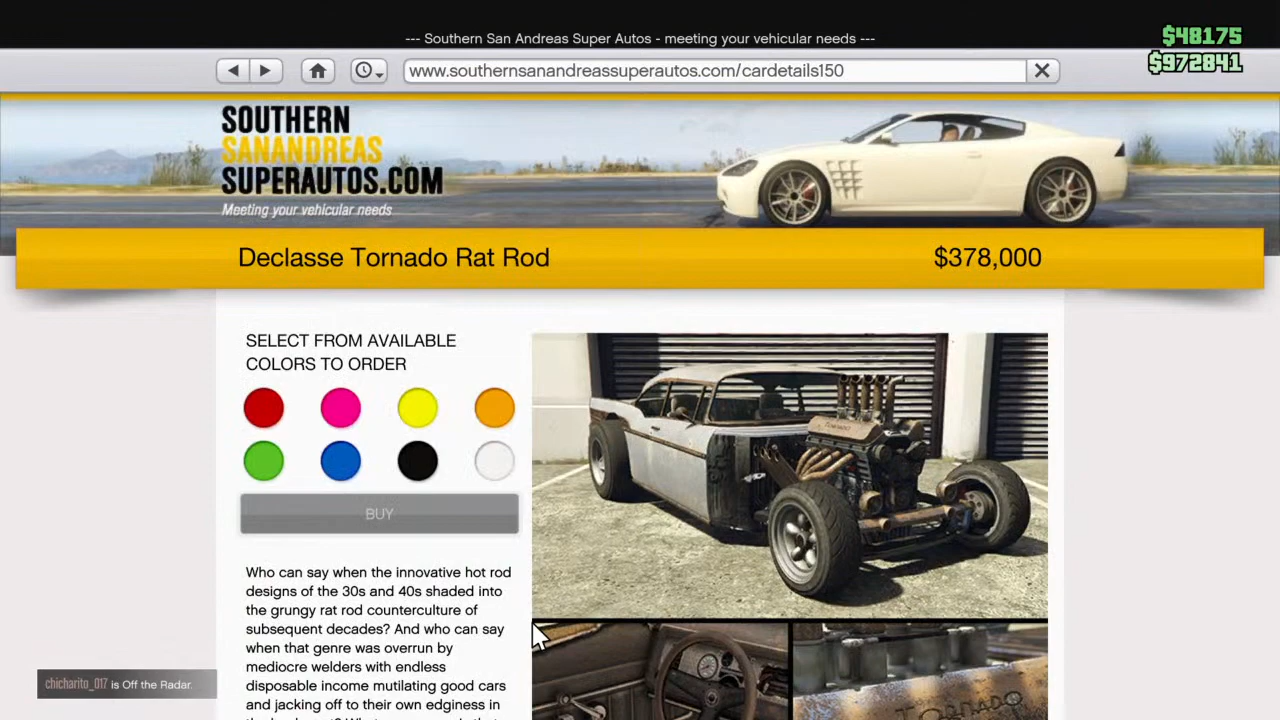 --- Southern San Andreas Super Autos - meeting your vehicular needs ---
$48175
$972841
www.southernsanandreassuperautos.com/cardetails150
SOUTHERN
SANANDREAS
SUPERAUTOS.COM
Meeting your vehicular needs
Declasse Tornado Rat Rod
$378,000
SELECT FROM AVAILABLE
COLORS TO ORDER
BUY
Who can say when the innovative hot rod
designs of the 30s and 40s shaded into
the grungy rat rod counterculture of
subsequent decades? And who can say
when that genre was overrun by
mediocre welders with endless
disposable income mutilating good cars
and jacking off to their own edginess in
TORNADO
Tornado
chicharito_017 is Off the Radar.